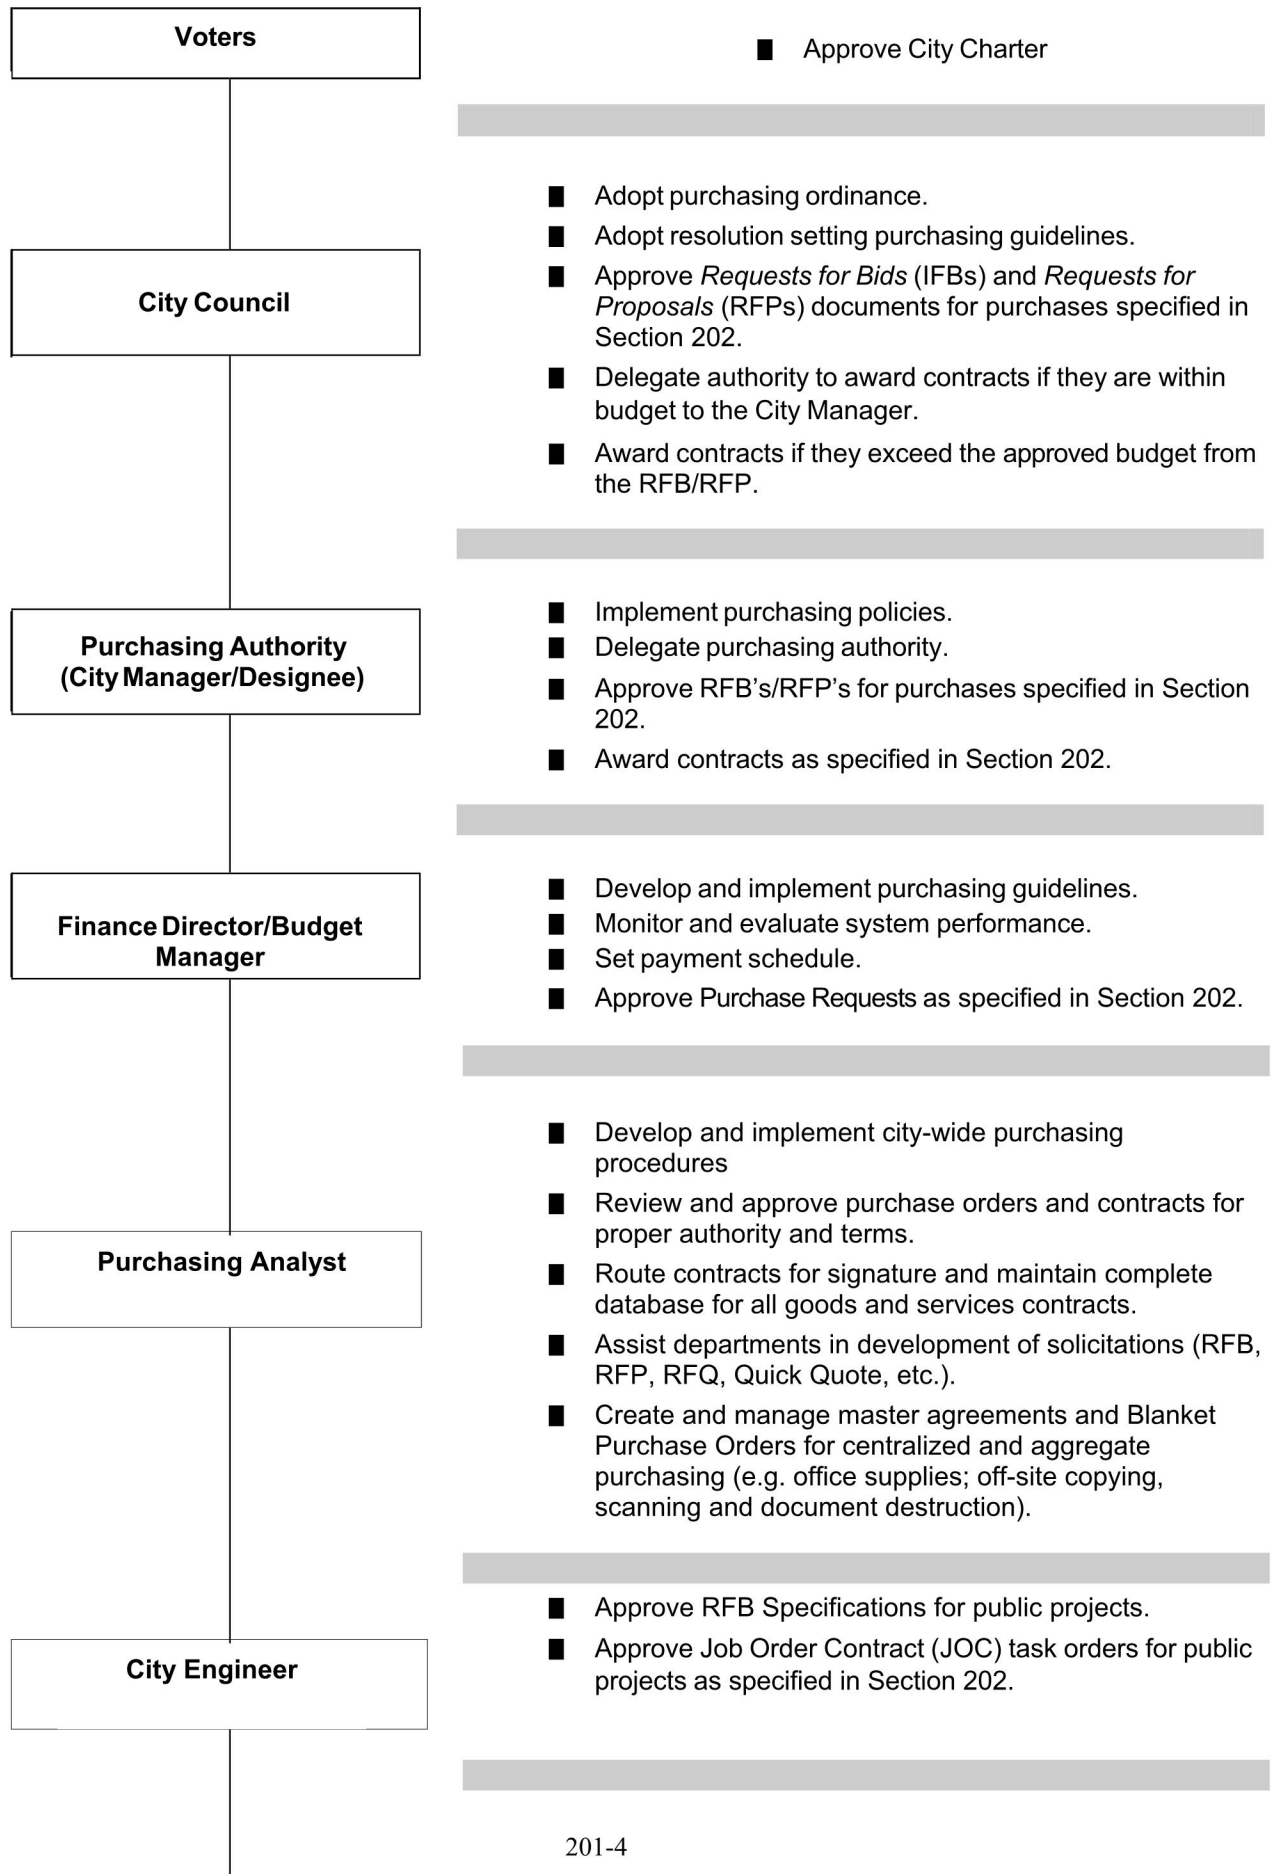 Voters
■ Approve City Charter
■ Adopt purchasing ordinance.
■ Adopt resolution setting purchasing guidelines.
City Council
■ Approve Requests for Bids (IFBs) and Requests for
Proposals (RFPs) documents for purchases specified in
Section 202.
■ Delegate authority to award contracts if they are within
budget to the City Manager.
■ Award contracts if they exceed the approved budget from
the RFB/RFP.
Purchasing Authority
(City Manager/Designee)
■ Implement purchasing policies.
■ Delegate purchasing authority.
■ Approve RFB's/RFP's for purchases specified in Section
202.
■ Award contracts as specified in Section 202.
Finance Director/Budget
Manager
■ Develop and implement purchasing guidelines.
■ Monitor and evaluate system performance.
■ Set payment schedule.
■ Approve Purchase Requests as specified in Section 202.
Purchasing Analyst
■ Develop and implement city-wide purchasing
procedures
■ Review and approve purchase orders and contracts for
proper authority and terms.
■ Route contracts for signature and maintain complete
database for all goods and services contracts.
■ Assist departments in development of solicitations (RFB,
RFP, RFQ, Quick Quote, etc.).
■ Create and manage master agreements and Blanket
Purchase Orders for centralized and aggregate
purchasing (e.g. office supplies; off-site copying,
scanning and document destruction).
City Engineer
■ Approve RFB Specifications for public projects.
■ Approve Job Order Contract (JOC) task orders for public
projects as specified in Section 202.
201-4